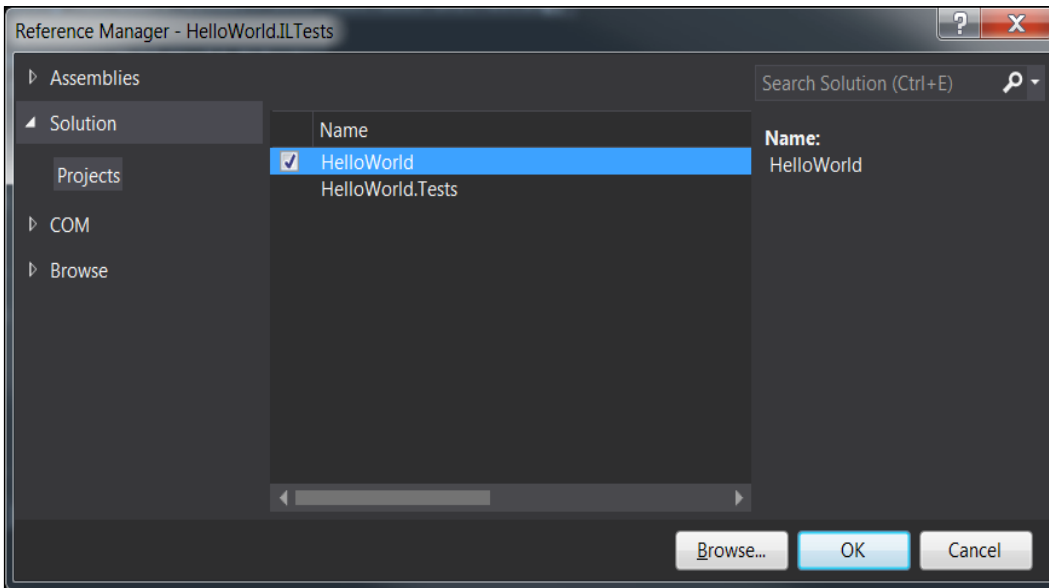 Reference Manager - HelloWorld.ILTests
?
X
Assemblies
Solution
Projects
COM
Browse
Name
HelloWorld
HelloWorld.Tests
Search Solution (Ctrl+E)
Name:
HelloWorld
Browse...
OK
Cancel